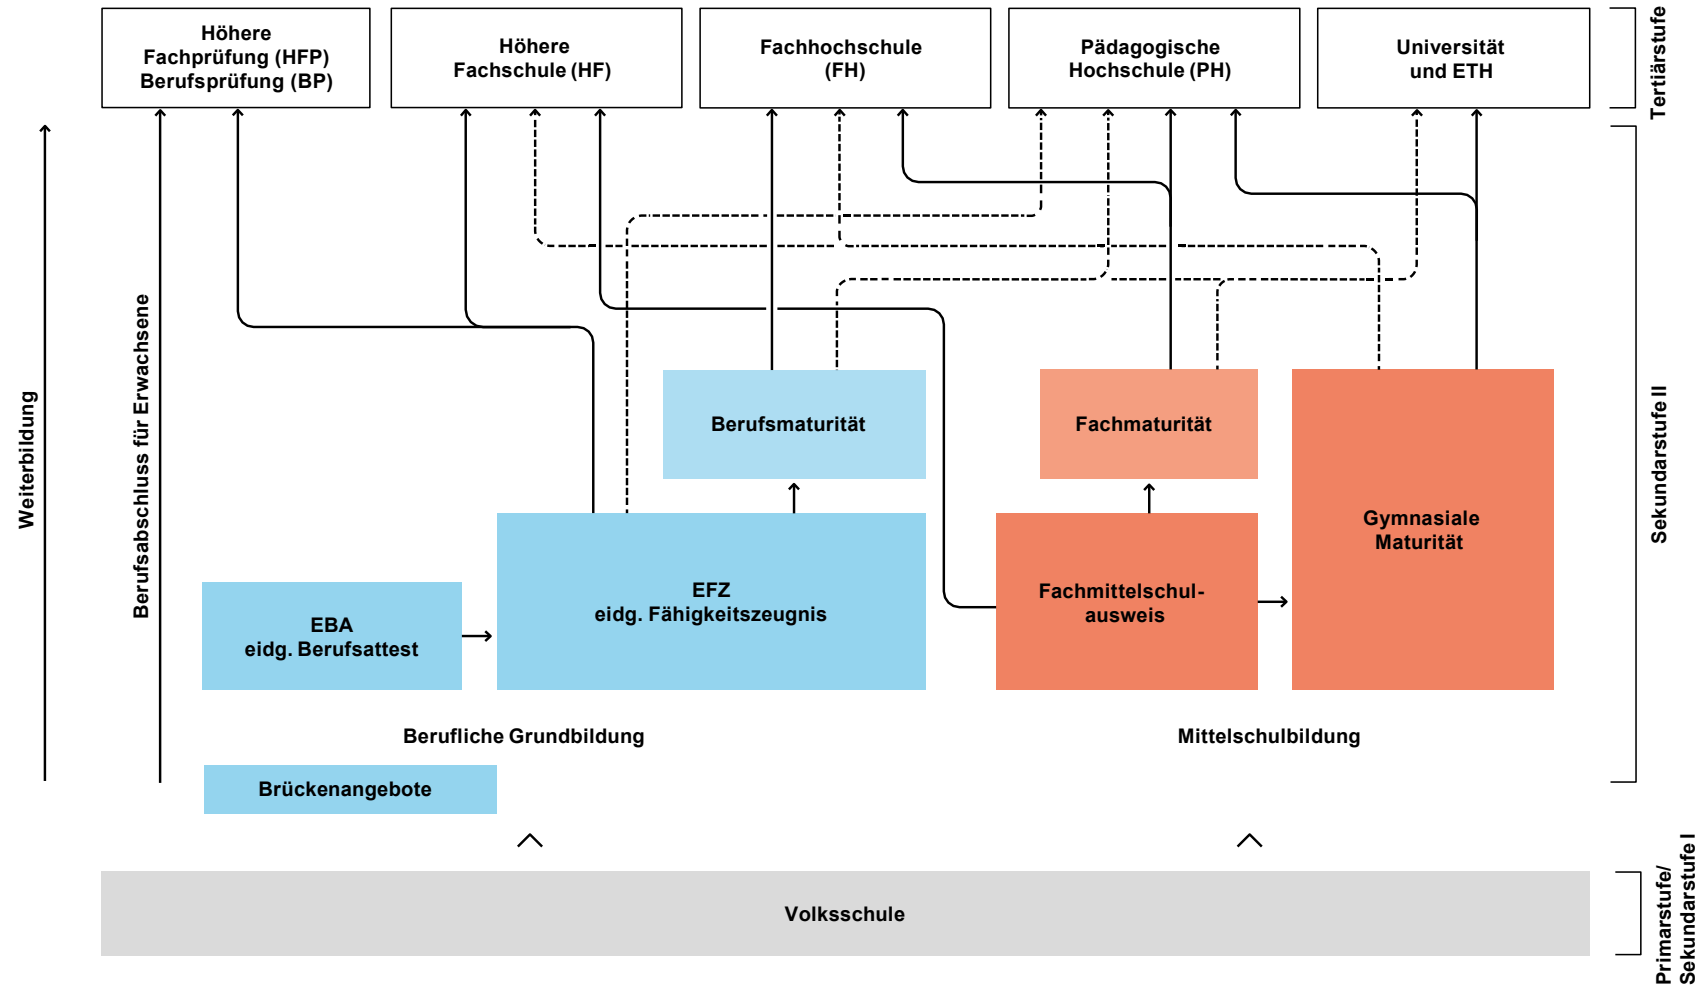 Höhere
Fachprüfung (HFP)
Berufsprüfung (BP)
Höhere
Fachschule (HF)
Fachhochschule
(FH)
Pädagogische
Hochschule (PH)
Universität
und ETH
Tertiärstufe
Weiterbildung
Berufsabschluss für Erwachsene
Berufsmaturität
Fachmaturität
Gymnasiale
Maturität
EFZ
eidg. Fähigkeitszeugnis
Fachmittelschul-
ausweis
EBA
eidg. Berufsattest
Sekundarstufe II
Berufliche Grundbildung
Mittelschulbildung
Brückenangebote
Volksschule
Primarstufe/
Sekundarstufe I